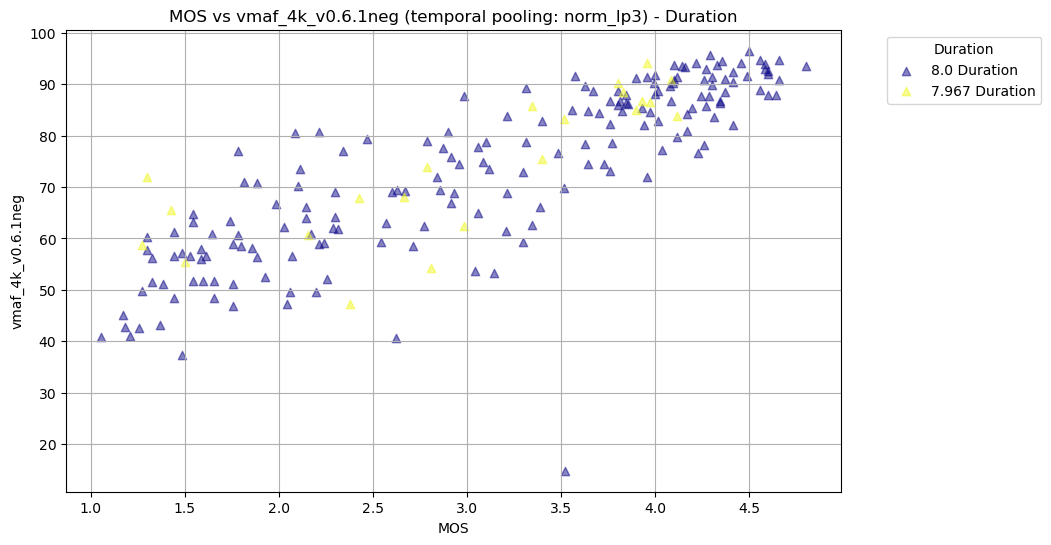 MOS vs vmaf_4k_v0.6.1neg (temporal pooling: norm_lp3) - Duration
100
90
80
70
60
50
40
30
20
vmaf_4k_v0.6.1neg
1.0 1.5 2.0 2.5 3.0 3.5 4.0 4.5
MOS
Duration
8.0 Duration
7.967 Duration